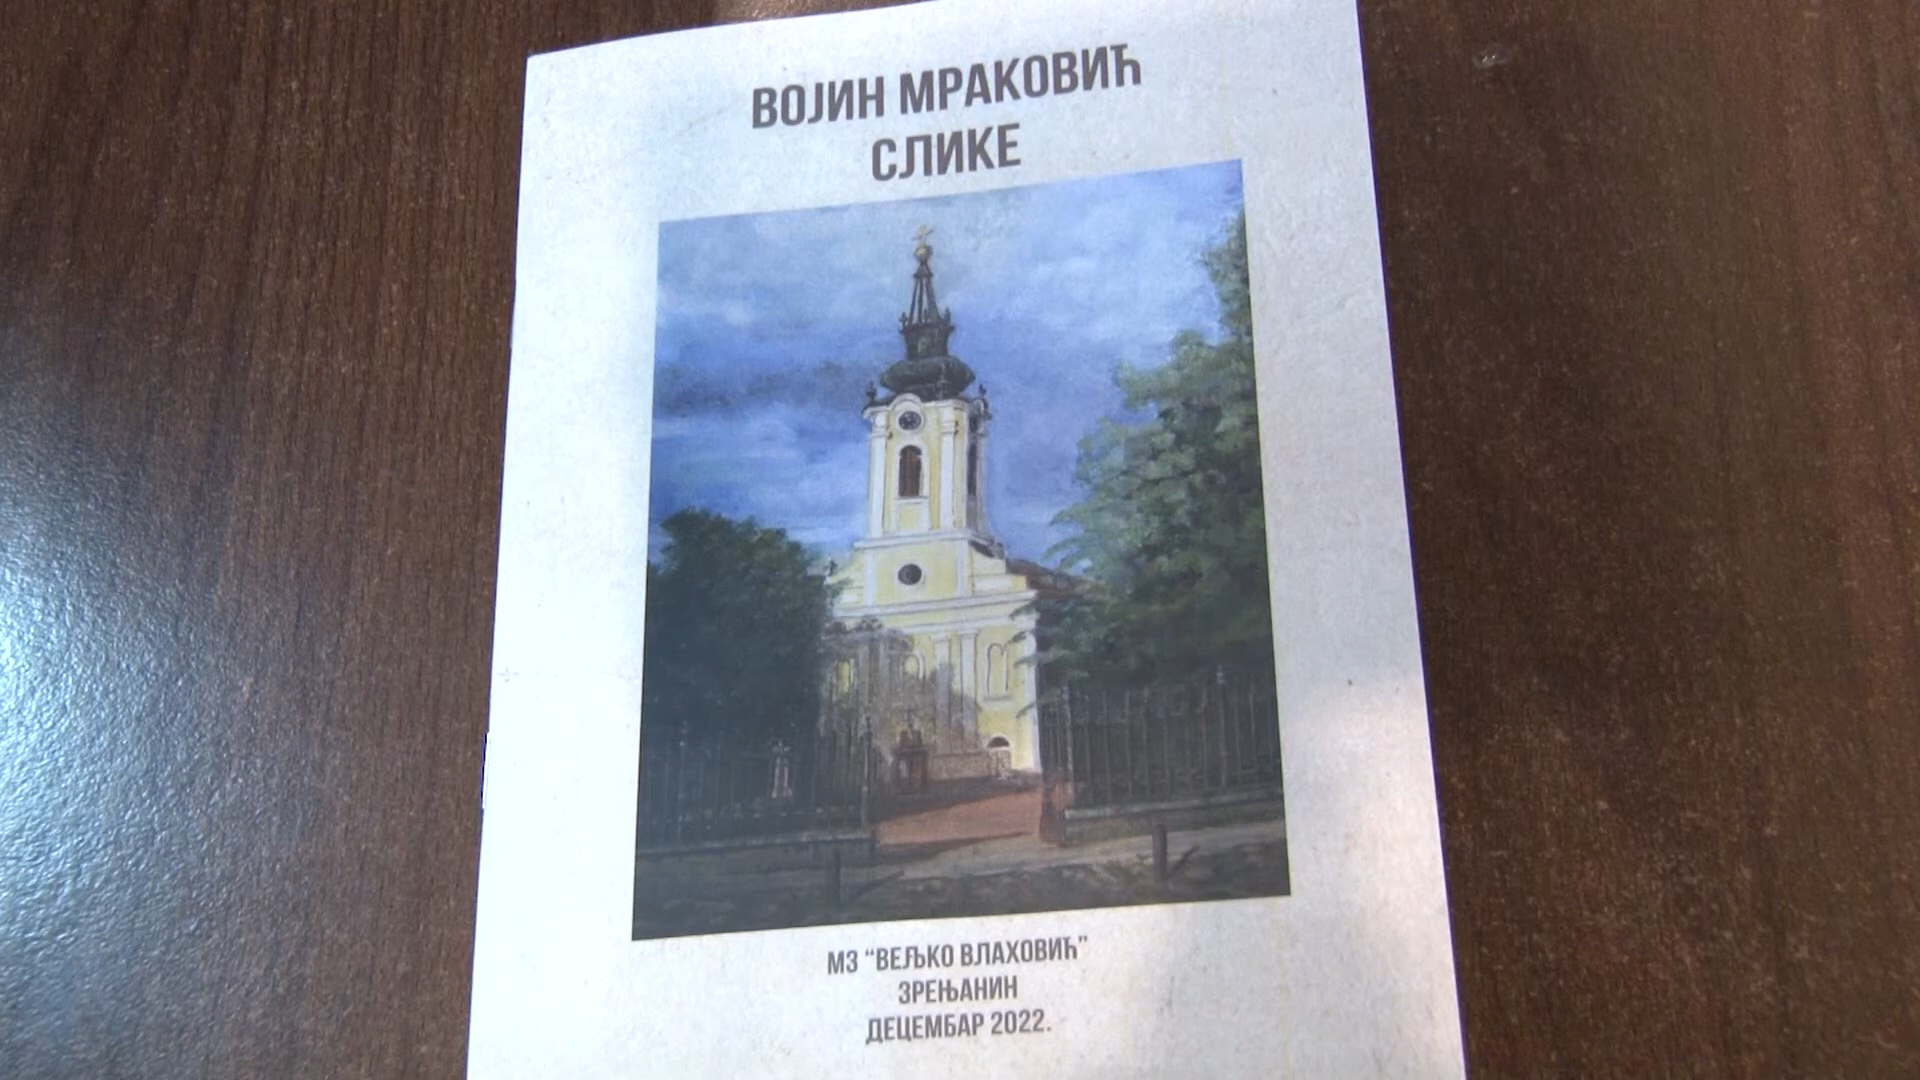 ВОЈИН МРАКОВИЋ
СЛИКЕ
МЗ “ВЕЉКО ВЛАХОВИЋ”
ЗРЕЊАНИН
ДЕЦЕМБАР 2022.